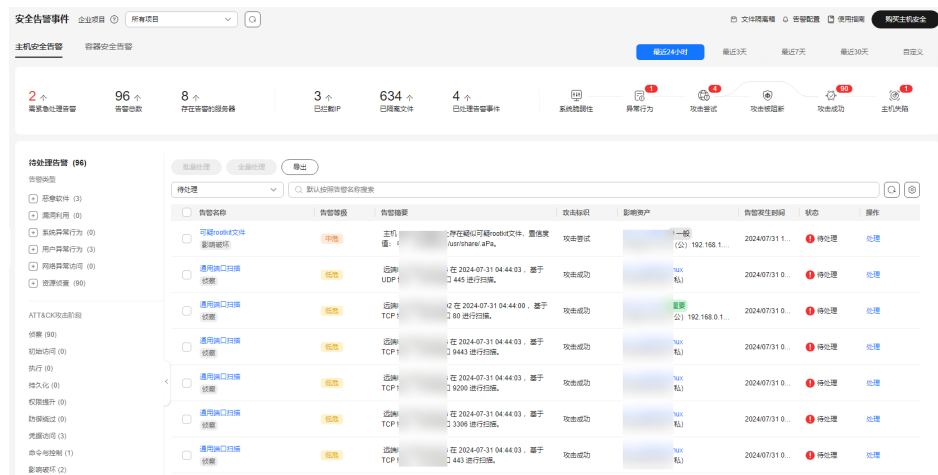 安全告警事件 企业项目 所有项目 文件隔离箱 告警配置 使用指南 购买主机安全
主机安全告警 容器安全告警 最近24小时 最近3天 最近7天 最近30天 自定义
2 个 96 个 8 个 3 个 634 个 4 个 1 4 90 1
需紧急处理告警 告警总数 存在告警的服务器 已拦截IP 已隔离文件 已处理告警事件 系统脆弱性 异常行为 攻击尝试 攻击被阻断 攻击成功 主机失陷
待处理告警 (96) 批量处理 全量处理 导出
告警类型
待处理 默认按照告警名称搜索
恶意软件 (3)
漏洞利用 (0)
系统异常行为 (0)
用户异常行为 (3)
网络异常访问 (0)
资源侦查 (90)
ATT&CK攻击阶段
侦察 (90)
初始访问 (0)
执行 (0)
持久化 (0)
权限提升 (0)
防御绕过 (0)
凭据访问 (3)
命令与控制 (1)
影响破坏 (2)
告警名称 告警等级 告警摘要 攻击标识 影响资产 告警发生时间 状态 操作
可疑rootkit文件 中危 主机 存在疑似可疑rootkit文件，置信度 攻击尝试 一般 2024/07/31 1... 待处理 处理
影响破坏 值： /usr/share/.aPa。 (公) 192.168.1....
通用端口扫描 低危 远端 在 2024-07-31 04:44:03 ，基于 攻击成功 nux 2024/07/31 0... 待处理 处理
侦察 UDP 口 445 进行扫描。 私)
通用端口扫描 低危 远端 在 2024-07-31 04:44:00 ，基于 攻击成功 重要 2024/07/31 0... 待处理 处理
侦察 TCP 口 80 进行扫描。 公) 192.168.0.1...
通用端口扫描 低危 远端 在 2024-07-31 04:44:03 ，基于 攻击成功 nux 2024/07/31 0... 待处理 处理
侦察 TCP 口 9443 进行扫描。 私)
通用端口扫描 低危 远端 在 2024-07-31 04:44:03 ，基于 攻击成功 nux 2024/07/31 0... 待处理 处理
侦察 TCP 口 9200 进行扫描。 私)
通用端口扫描 低危 远端 在 2024-07-31 04:44:03 ，基于 攻击成功 nux 2024/07/31 0... 待处理 处理
侦察 TCP 口 3306 进行扫描。 私)
通用端口扫描 低危 远端 在 2024-07-31 04:44:03 ，基于 攻击成功 nux 2024/07/31 0... 待处理 处理
侦察 TCP 口 443 进行扫描。 私)